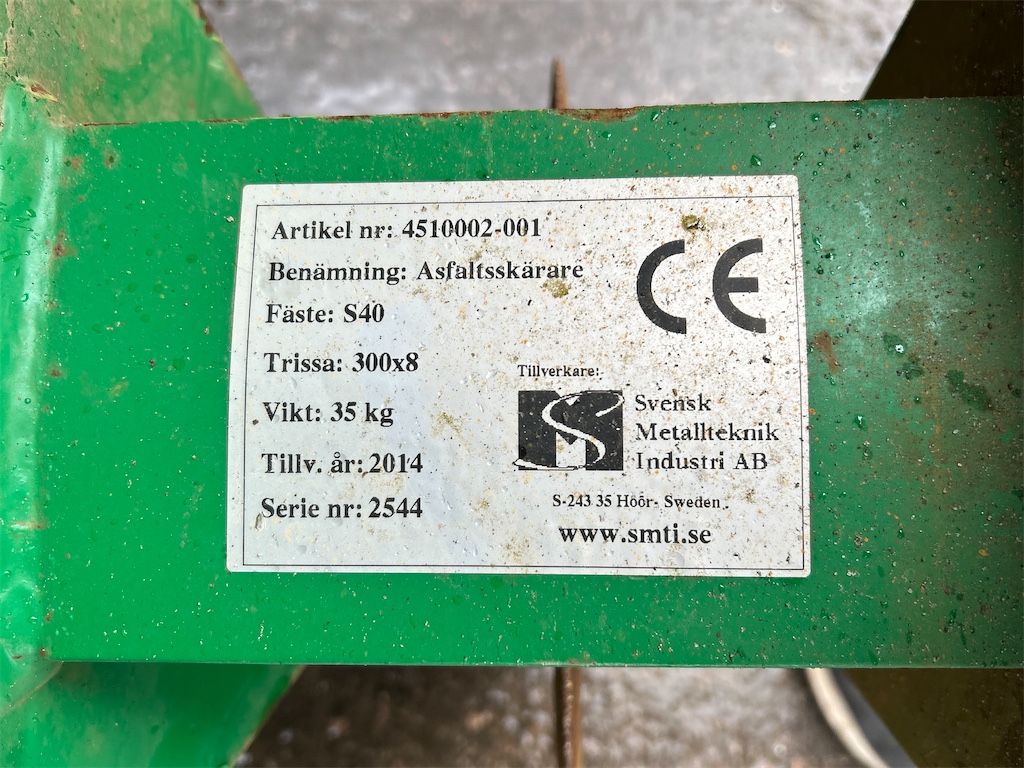 Artikel nr: 4510002-001
Benämning: Asfaltsskärare
Fäste: S40
Trissa: 300x8
Vikt: 35 kg
Tillv. år: 2014
Serie nr: 2544
CE
Tillverkare:
MS
Svensk
Metallteknik
Industri AB
S-243 35 Höör- Sweden
www.smti.se